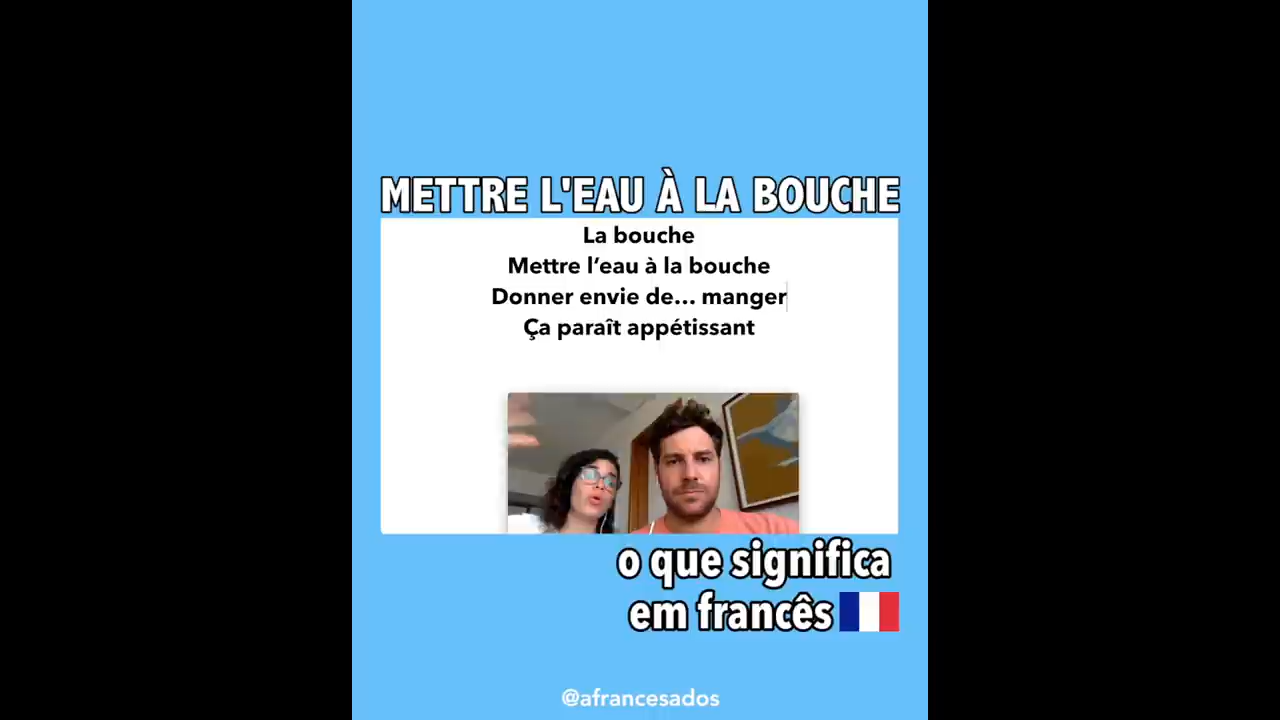 METTRE L'EAU À LA BOUCHE
La bouche
Mettre l’eau à la bouche
Donner envie de... manger
Ça paraît appétissant
o que significa
em francês
@afrancesados